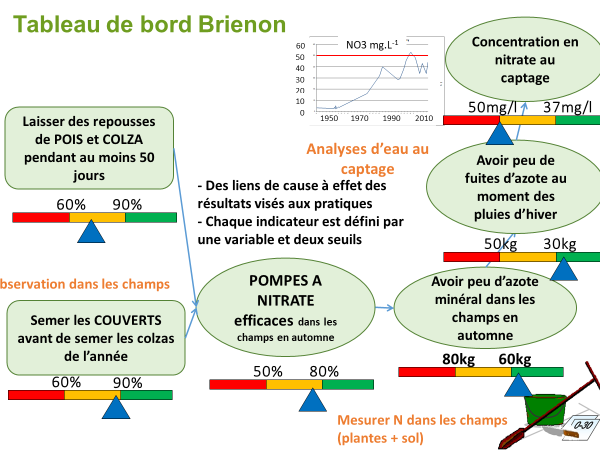 Tableau de bord Brienon
NO3 mg.L-1
60
50
40
30
20
10
0
1950 1970 1990 2010
Analyses d'eau au
captage
Concentration en
nitrate au
captage
50mg/l 37mg/l
Laisser des repousses
de POIS et COLZA
pendant au moins 50
jours
60% 90%
- Des liens de cause à effet des
résultats visés aux pratiques
- Chaque indicateur est défini par
une variable et deux seuils
Avoir peu de
fuites d'azote au
moment des
pluies d'hiver
50kg 30kg
bservation dans les champs
Semer les COUVERTS
avant de semer les colzas
de l'année
60% 90%
POMPES A
NITRATE
efficaces dans les
champs en automne
50% 80%
Avoir peu d'azote
minéral dans les
champs en
automne
80kg 60kg
Mesurer N dans les champs
(plantes + sol)
0-30